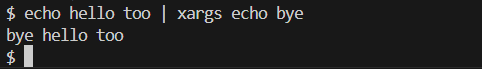 $ echo hello too | xargs echo bye
bye hello too
$